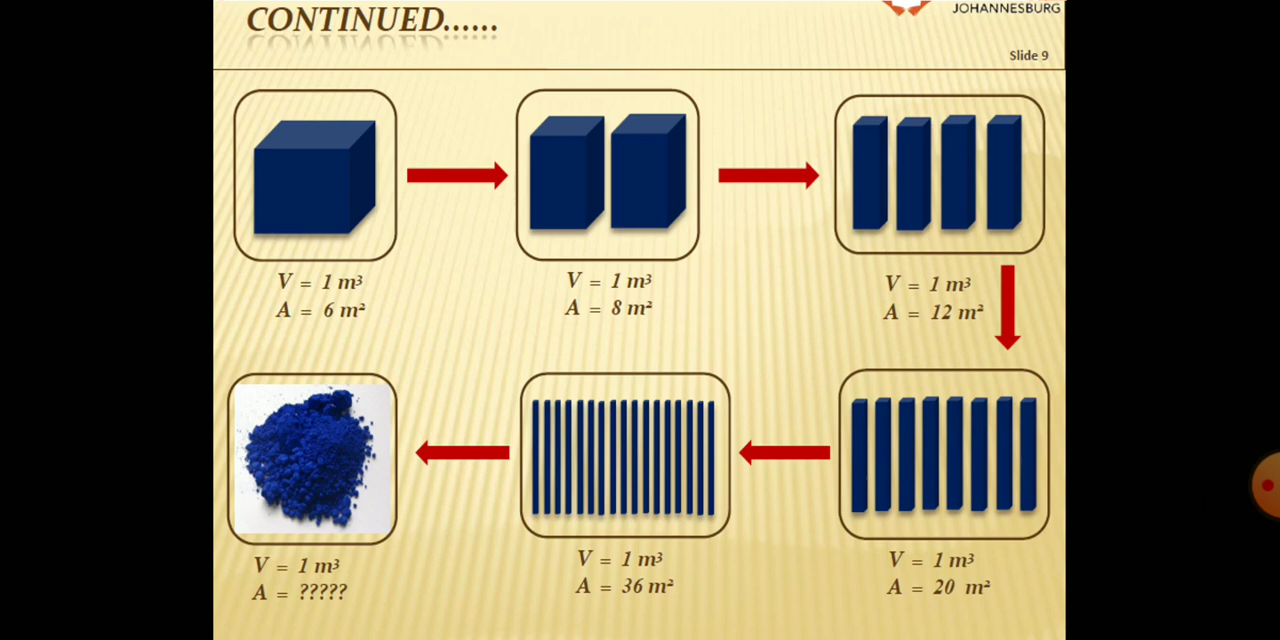 CONTINUED......
JOHANNESBURG
Slide 9
V = 1 m³
A = 6 m²
V = 1 m³
A = 8 m²
V = 1 m³
A = 12 m²
V = 1 m³
A = ?????
V = 1 m³
A = 36 m²
V = 1 m³
A = 20 m²